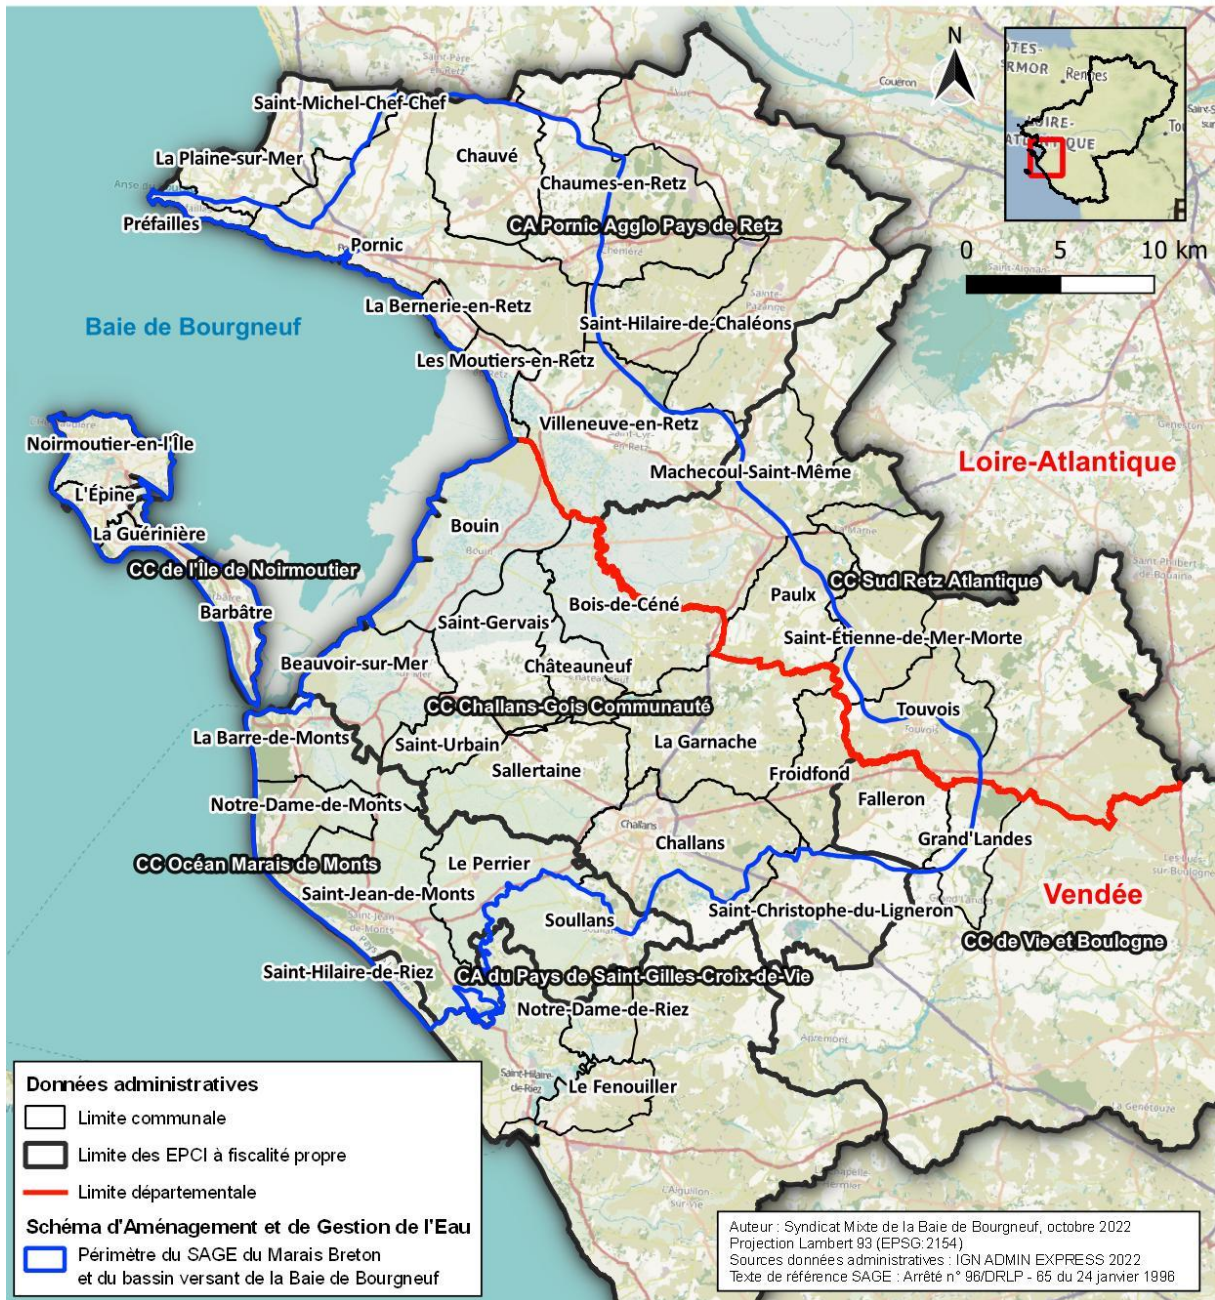 N
ÔTES-
ARMOR
Rennes
LOIRE-
ATLANTIQUE
0 5 10 km
Couëron
Saint-Michel-Chef-Chef
La Plaine-sur-Mer
Chauvé
Chaumes-en-Retz
Préfailles
CA Pornic Agglo Pays de Retz
Pornic
La Bernerie-en-Retz
Baie de Bourgneuf
Saint-Hilaire-de-Chaléons
Les Moutiers-en-Retz
Villeneuve-en-Retz
Noirmoutier-en-l'Île
Machecoul-Saint-Même
Loire-Atlantique
L'Épine
La Guérinière
Bouin
CC de l'Île de Noirmoutier
CC Sud Retz Atlantique
Barbâtre
Bois-de-Céné
Paulx
Saint-Gervais
Saint-Étienne-de-Mer-Morte
Beauvoir-sur-Mer
Châteauneuf
CC Challans-Gois Communauté
Touvois
La Barre-de-Monts
Saint-Urbain
La Garnache
Sallertaine
Froidfond
Falleron
Notre-Dame-de-Monts
Challans
Challans
Grand'Landes
CC Océan Marais de Monts
Le Perrier
Saint-Jean-de-Monts
Vendée
Soullans
Saint-Christophe-du-Ligneron
CC de Vie et Boulogne
Saint-Hilaire-de-Riez
CA du Pays de Saint-Gilles-Croix-de-Vie
Notre-Dame-de-Riez
Apremont
Le Fenouiller
La Génétouze
Données administratives
Limite communale
Limite des EPCI à fiscalité propre
Limite départementale
Schéma d'Aménagement et de Gestion de l'Eau
Périmètre du SAGE du Marais Breton
et du bassin versant de la Baie de Bourgneuf
Auteur : Syndicat Mixte de la Baie de Bourgneuf, octobre 2022
Projection Lambert 93 (EPSG:2154)
Sources données administratives : IGN ADMIN EXPRESS 2022
Texte de référence SAGE : Arrêté n° 96/DRLP - 65 du 24 janvier 1996